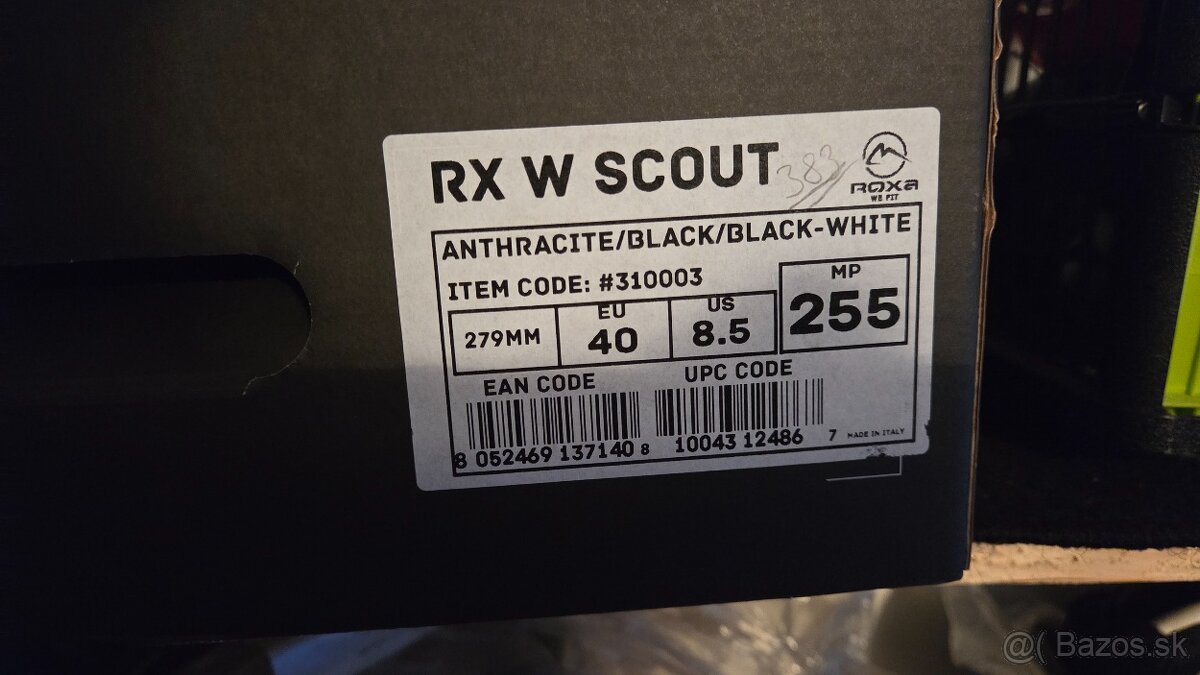 RX W SCOUT
383
ROXA
WE FIT
ANTHRACITE/BLACK/BLACK-WHITE
ITEM CODE: #310003
279MM
EU
40
US
8.5
MP
255
EAN CODE
UPC CODE
8 052469 137140 8
10043 12486 7
MADE IN ITALY
@( Bazos.sk